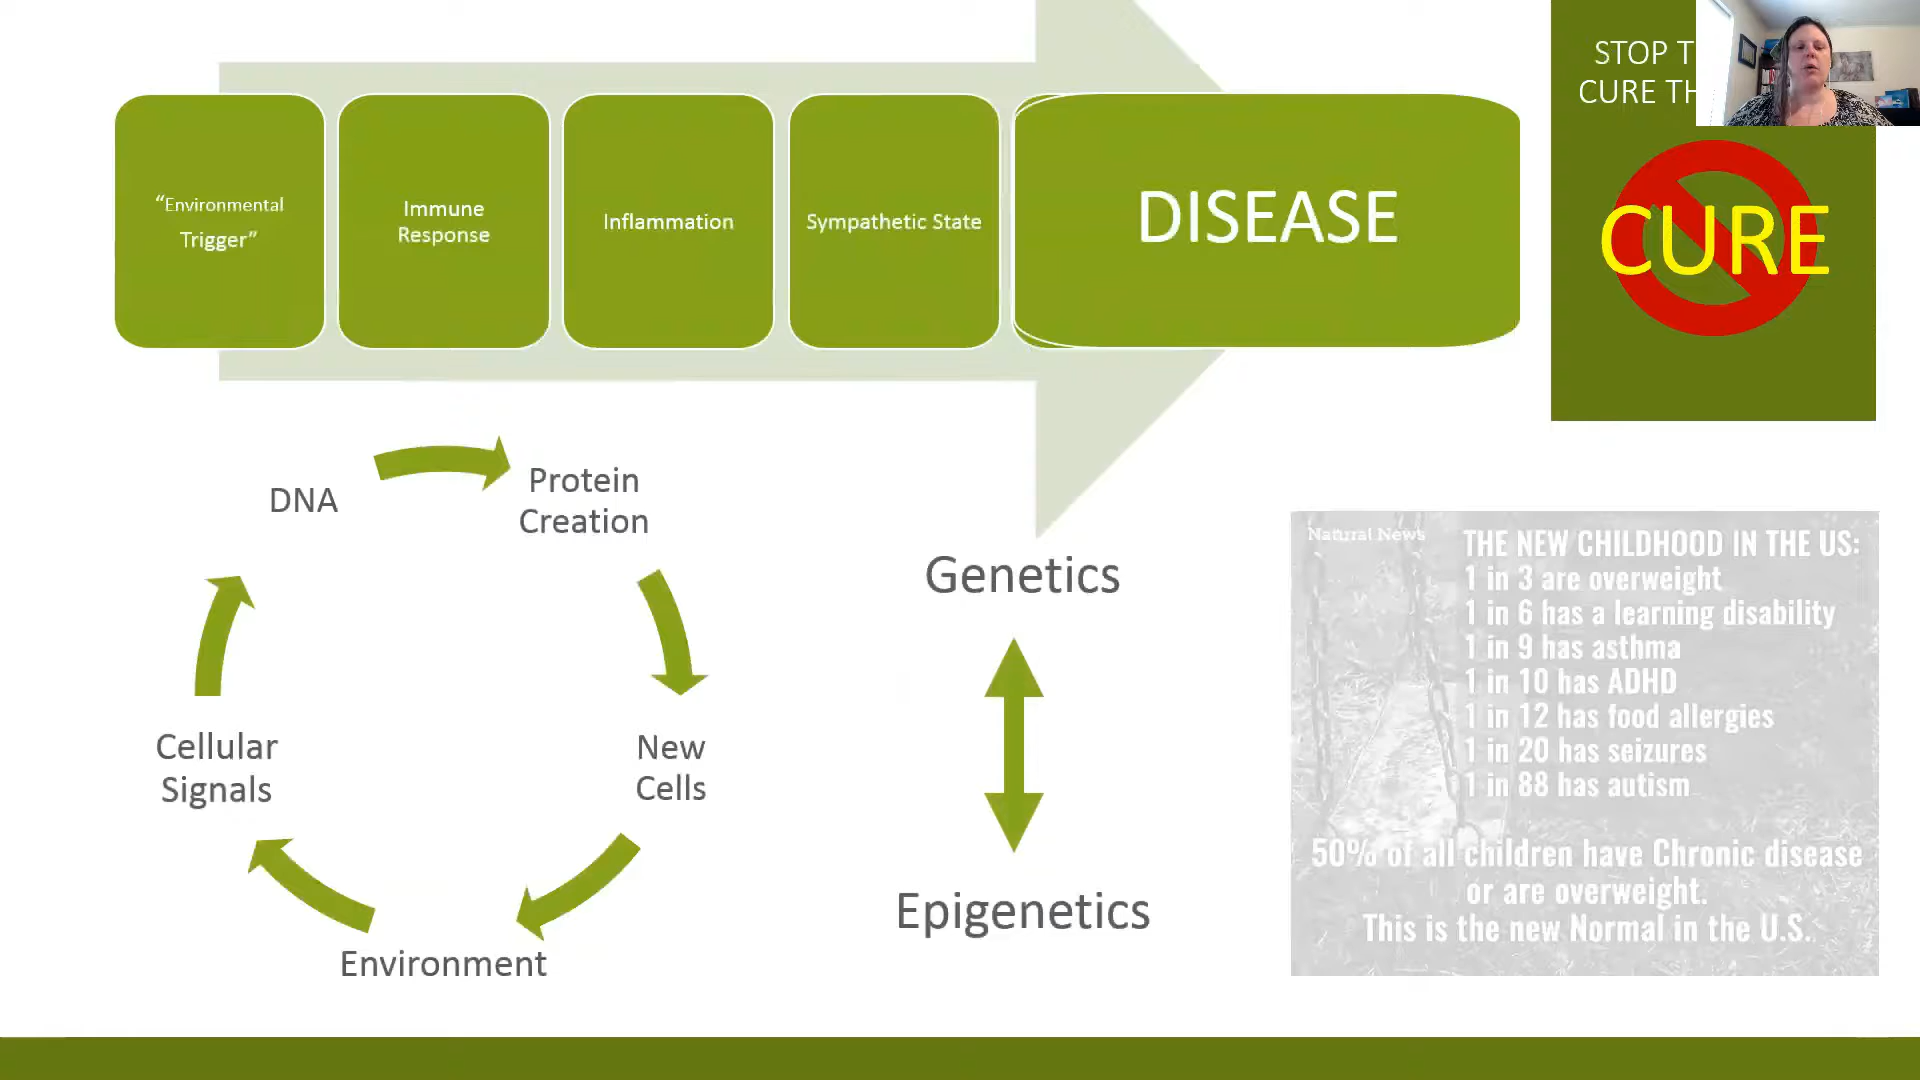 “Environmental
Trigger”
Immune
Response
Inflammation
Sympathetic State
DISEASE
STOP T
CURE TH
CURE
DNA
Protein
Creation
New
Cells
Environment
Cellular
Signals
Genetics
Epigenetics
Natural News
THE NEW CHILDHOOD IN THE US:
1 in 3 are overweight
1 in 6 has a learning disability
1 in 9 has asthma
1 in 10 has ADHD
1 in 12 has food allergies
1 in 20 has seizures
1 in 88 has autism
50% of all children have Chronic disease
or are overweight.
This is the new Normal in the U.S.